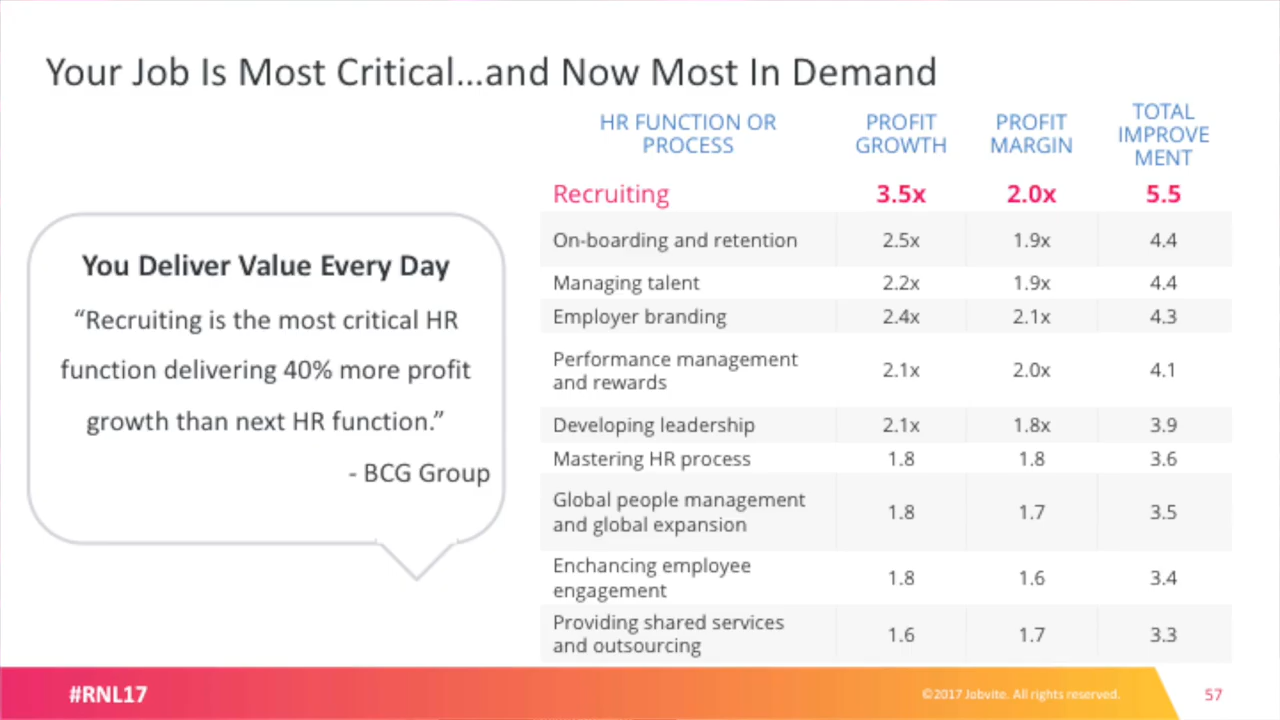 Your Job Is Most Critical...and Now Most In Demand
You Deliver Value Every Day
“Recruiting is the most critical HR
function delivering 40% more profit
growth than next HR function.”
- BCG Group
HR FUNCTION OR
PROCESS
PROFIT
GROWTH
PROFIT
MARGIN
TOTAL
IMPROVE
MENT
Recruiting 3.5x 2.0x 5.5
On-boarding and retention 2.5x 1.9x 4.4
Managing talent 2.2x 1.9x 4.4
Employer branding 2.4x 2.1x 4.3
Performance management
and rewards 2.1x 2.0x 4.1
Developing leadership 2.1x 1.8x 3.9
Mastering HR process 1.8 1.8 3.6
Global people management
and global expansion 1.8 1.7 3.5
Enchancing employee
engagement 1.8 1.6 3.4
Providing shared services
and outsourcing 1.6 1.7 3.3
#RNL17
©2017 Jobvite. All rights reserved.
57